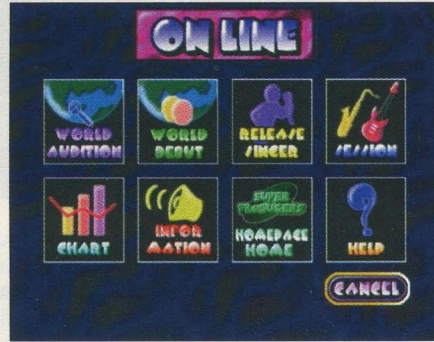 ON LINE
WORLD
AUDITION
WORLD
DEBUT
RELEASE
SINGER
SESSION
CHART
INFOR
MATION
SUPER
PRODUCERS
HOMEPAGE
HOME
HELP
CANCEL